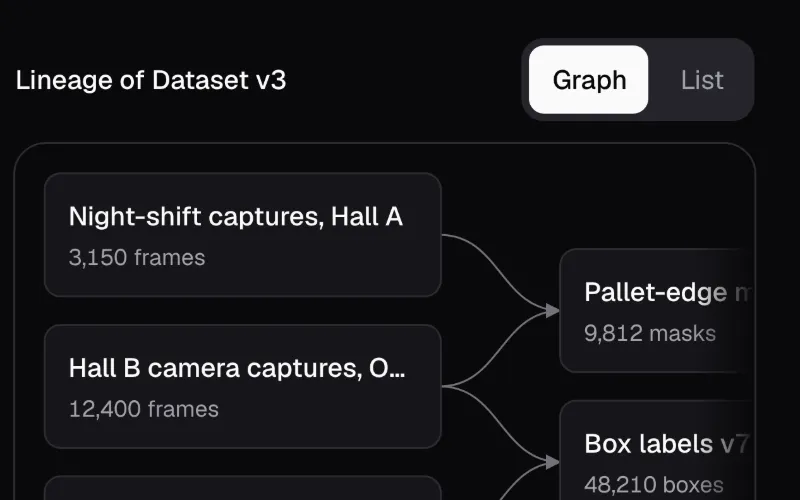 Lineage of Dataset v3
Graph
List
Night-shift captures, Hall A
3,150 frames
Pallet-edge
9,812 masks
Hall B camera captures, O...
12,400 frames
Box labels v7
48,210 boxes